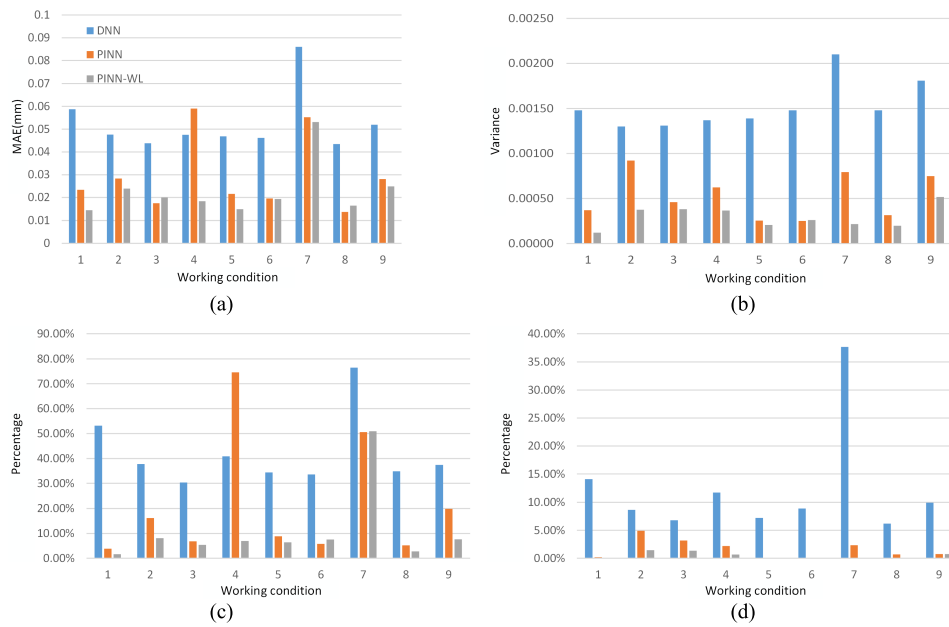 0.1
0.09
0.08
0.07
0.06
0.05
0.04
0.03
0.02
0.01
0
MAE(mm)
DNN
PINN
PINN-WL
1 2 3 4 5 6 7 8 9
Working condition
(a)
0.00250
0.00200
0.00150
0.00100
0.00050
0.00000
Variance
1 2 3 4 5 6 7 8 9
Working condition
(b)
90.00%
80.00%
70.00%
60.00%
50.00%
40.00%
30.00%
20.00%
10.00%
0.00%
Percentage
1 2 3 4 5 6 7 8 9
Working condition
(c)
40.00%
35.00%
30.00%
25.00%
20.00%
15.00%
10.00%
5.00%
0.00%
Percentage
1 2 3 4 5 6 7 8 9
Working condition
(d)